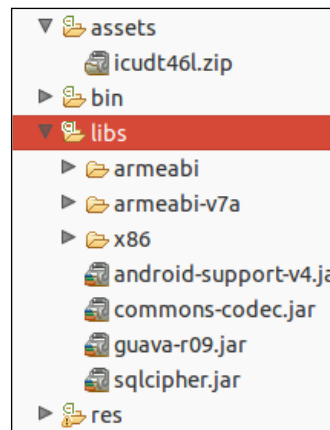 assets
icudt46l.zip
bin
libs
armeabi
armeabi-v7a
x86
android-support-v4.ja
commons-codec.jar
guava-r09.jar
sqlcipher.jar
res